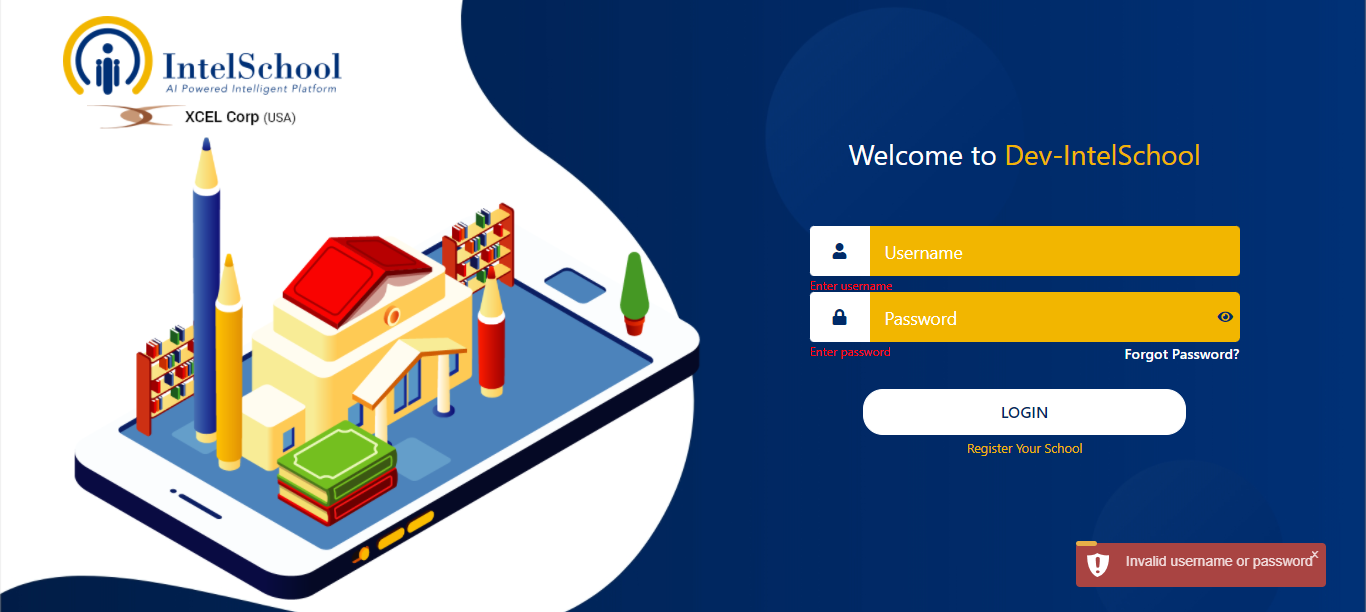 IntelSchool
AI Powered Intelligent Platform
XCEL Corp (USA)
Welcome to Dev-IntelSchool
Username
Enter username
Password
Enter password
Forgot Password?
LOGIN
Register Your School
Invalid username or password